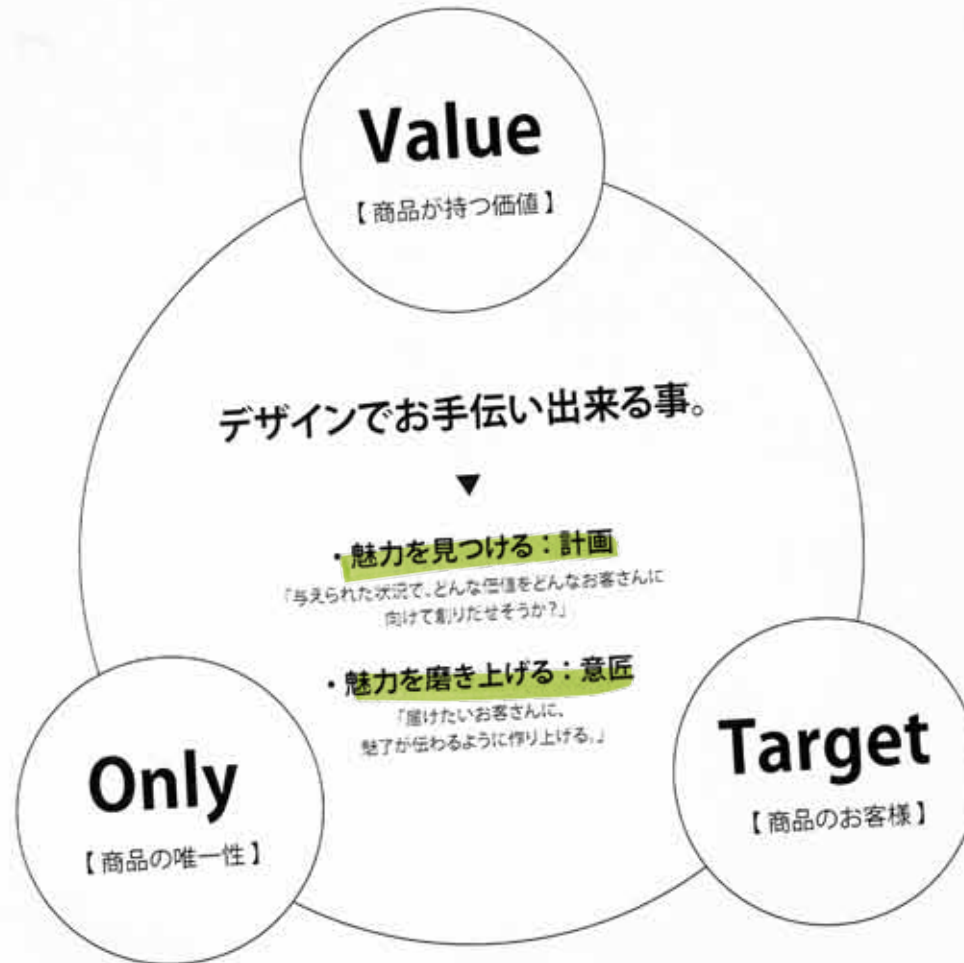 Value
【商品が持つ価値】
デザインでお手伝い出来る事。
▼
・魅力を見つける：計画
「与えられた状況で、どんな価値をどんなお客さんに
向けて創りだせそうか？」
・魅力を磨き上げる：意匠
「届けたいお客さんに、
魅了が伝わるように作り上げる。」
Only
【商品の唯一性】
Target
【商品のお客様】